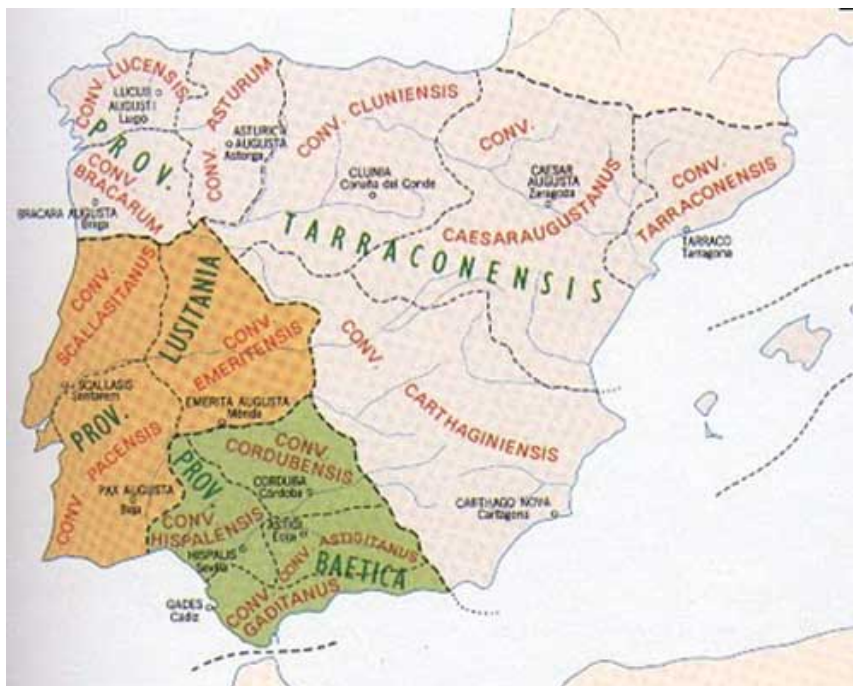 CONV. LUCENSIS
LUCUS
AUGUSTI
Lugo
CONV. ASTURUM
ASTURICA
AUGUSTA
Astorga
CONV. CLUNIENSIS
CLUNIA
Coruña del Conde
CONV.
CAESARAUGUSTANUS
CAESAR
AUGUSTA
Zaragoza
CONV.
TARRACONENSIS
TARRACO
Tarragona
PROV.
TARRACONENSIS
CONV.
BRACARUM
BRACARA AUGUSTA
Braga
CONV.
SCALLASITANUS
LUSITANIA
CONV.
EMERITENSIS
SCALLASIS
Santarem
PROV.
EMERITA AUGUSTA
Mérida
CONV. PACENSIS
PAX AUGUSTA
Beja
CONV.
CARTHAGINIENSIS
CARTHAGO NOVA
Cartagena
PROV
CONV.
CORDUBENSIS
CORDUBA
Córdoba
CONV.
HISPALENSIS
HISPALIS
Sevilla
ASTIGI
Ecija
CONV ASTIGITANUS
BAETICA
CONV
GADITANUS
GADES
Cádiz